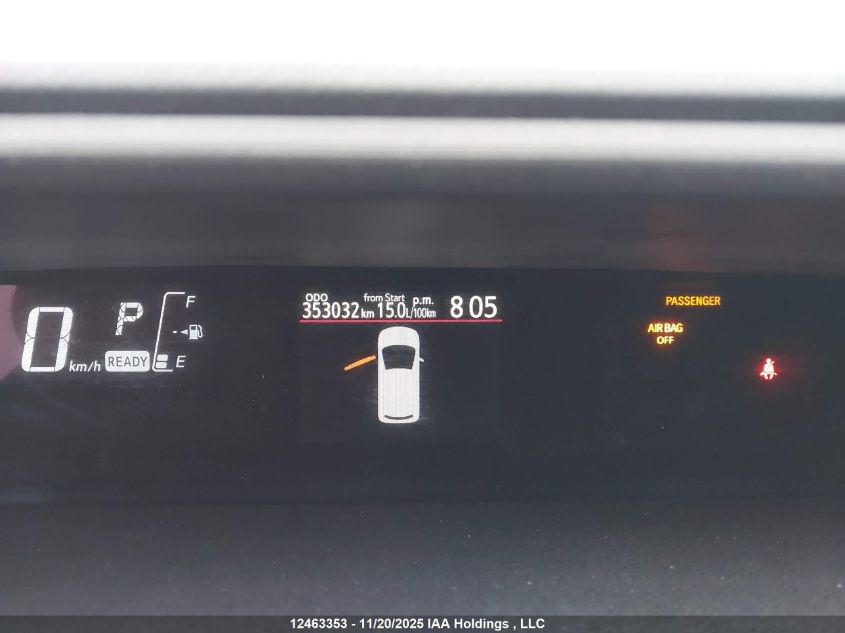 0 km/h
P
READY
F
E
ODO
353032 km
from Start
15.0 L/100km
p.m. 8 05
PASSENGER
AIR BAG
OFF
12463353 - 11/20/2025 IAA Holdings , LLC